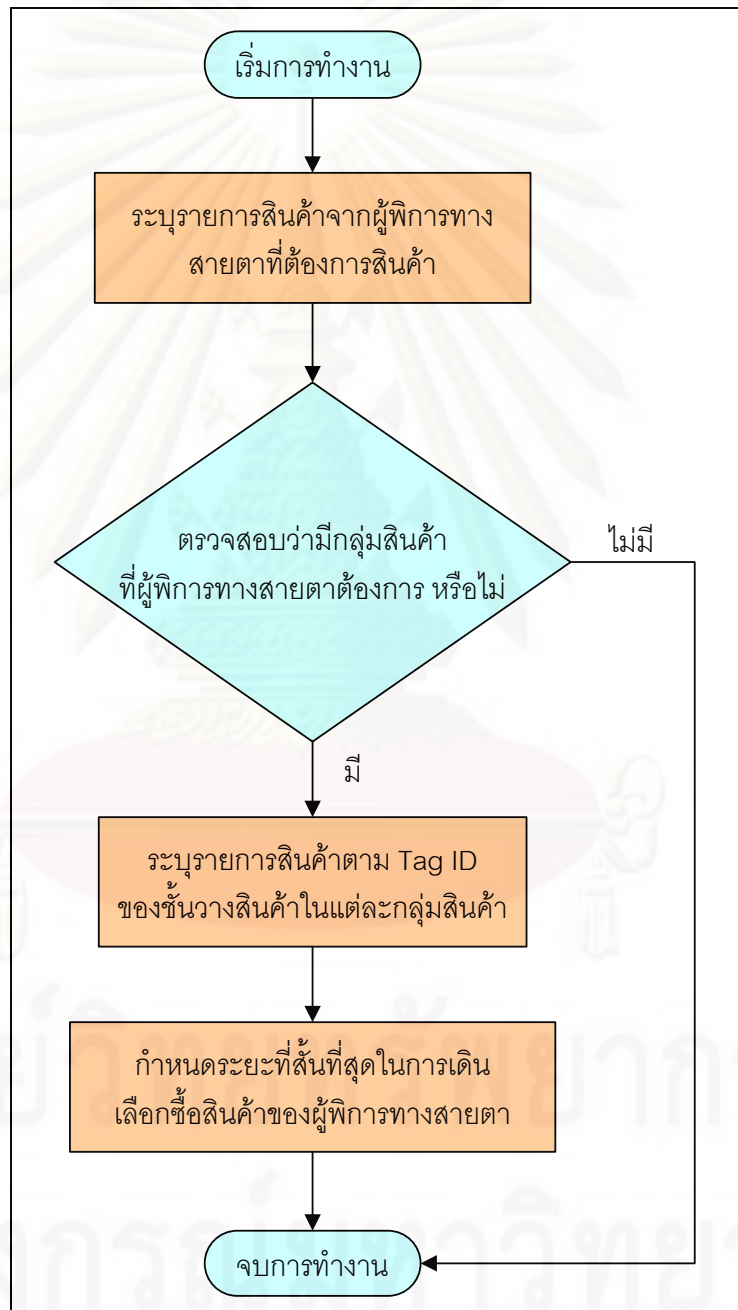 เริ่มการทำงาน
ระบุรายการสินค้าจากผู้พิการทาง
สายตาที่ต้องการสินค้า
ตรวจสอบว่ามีกลุ่มสินค้า
ที่ผู้พิการทางสายตาต้องการ หรือไม่
ไม่มี
มี
ระบุรายการสินค้าตาม Tag ID
ของชั้นวางสินค้าในแต่ละกลุ่มสินค้า
กำหนดระยะที่สั้นที่สุดในการเดิน
เลือกซื้อสินค้าของผู้พิการทางสายตา
จบการทำงาน